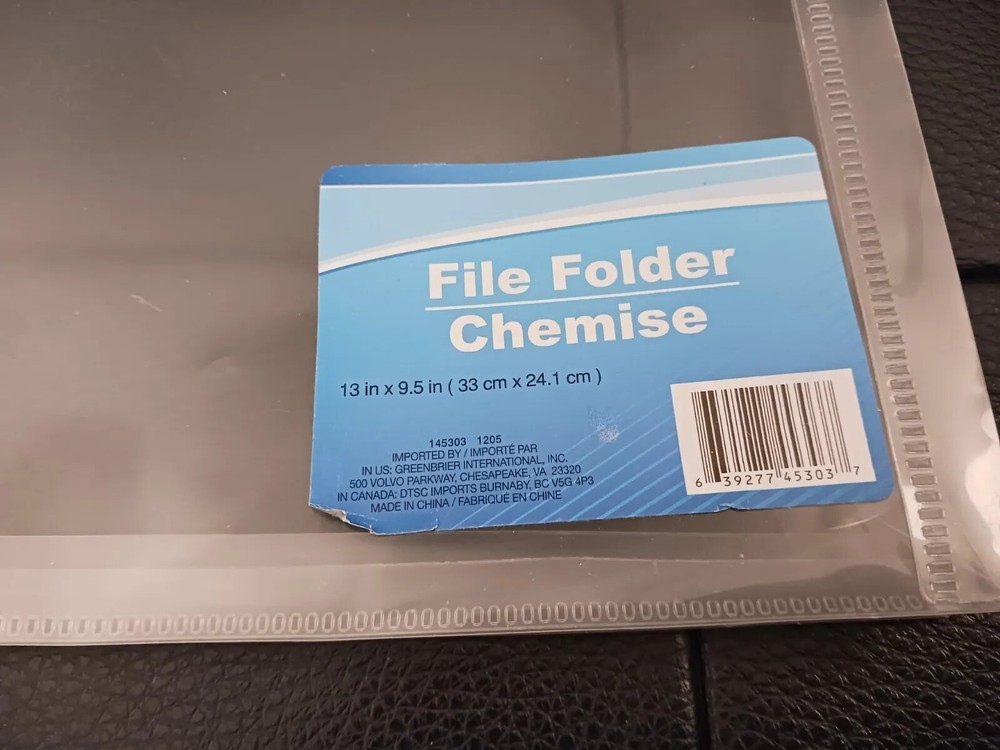 File Folder
Chemise
13 in x 9.5 in ( 33 cm x 24.1 cm )
145303 1205
IMPORTED BY / IMPORTÉ PAR
IN US: GREENBRIER INTERNATIONAL, INC.
500 VOLVO PARKWAY, CHESAPEAKE, VA 23320
IN CANADA: DTSC IMPORTS BURNABY, BC V5G 4P3
MADE IN CHINA / FABRIQUÉ EN CHINE
6 39277 45303 7